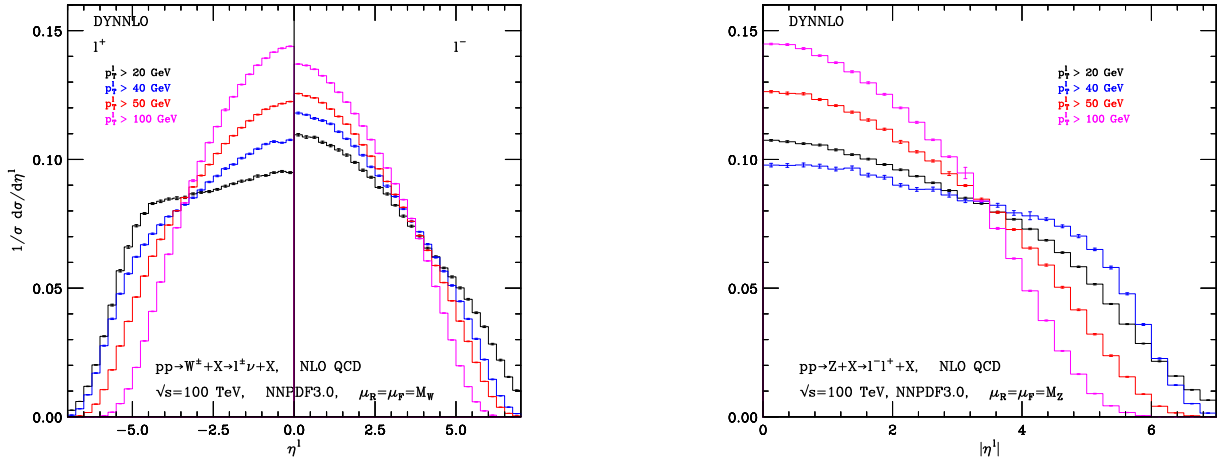 DYNNLO
l⁺ l⁻
p_T^l > 20 GeV
p_T^l > 40 GeV
p_T^l > 50 GeV
p_T^l > 100 GeV
0.15
0.10
0.05
0.00
1/σ dσ/dη^l
pp→W^±+X→l^±ν+X, NLO QCD
√s=100 TeV, NNPDF3.0, μ_R=μ_F=M_W
−5.0 −2.5 0.0 2.5 5.0
η^l
DYNNLO
p_T^l > 20 GeV
p_T^l > 40 GeV
p_T^l > 50 GeV
p_T^l > 100 GeV
0.15
0.10
0.05
0.00
pp→Z+X→l⁻l⁺+X, NLO QCD
√s=100 TeV, NNPDF3.0, μ_R=μ_F=M_Z
0 2 4 6
|η^l|